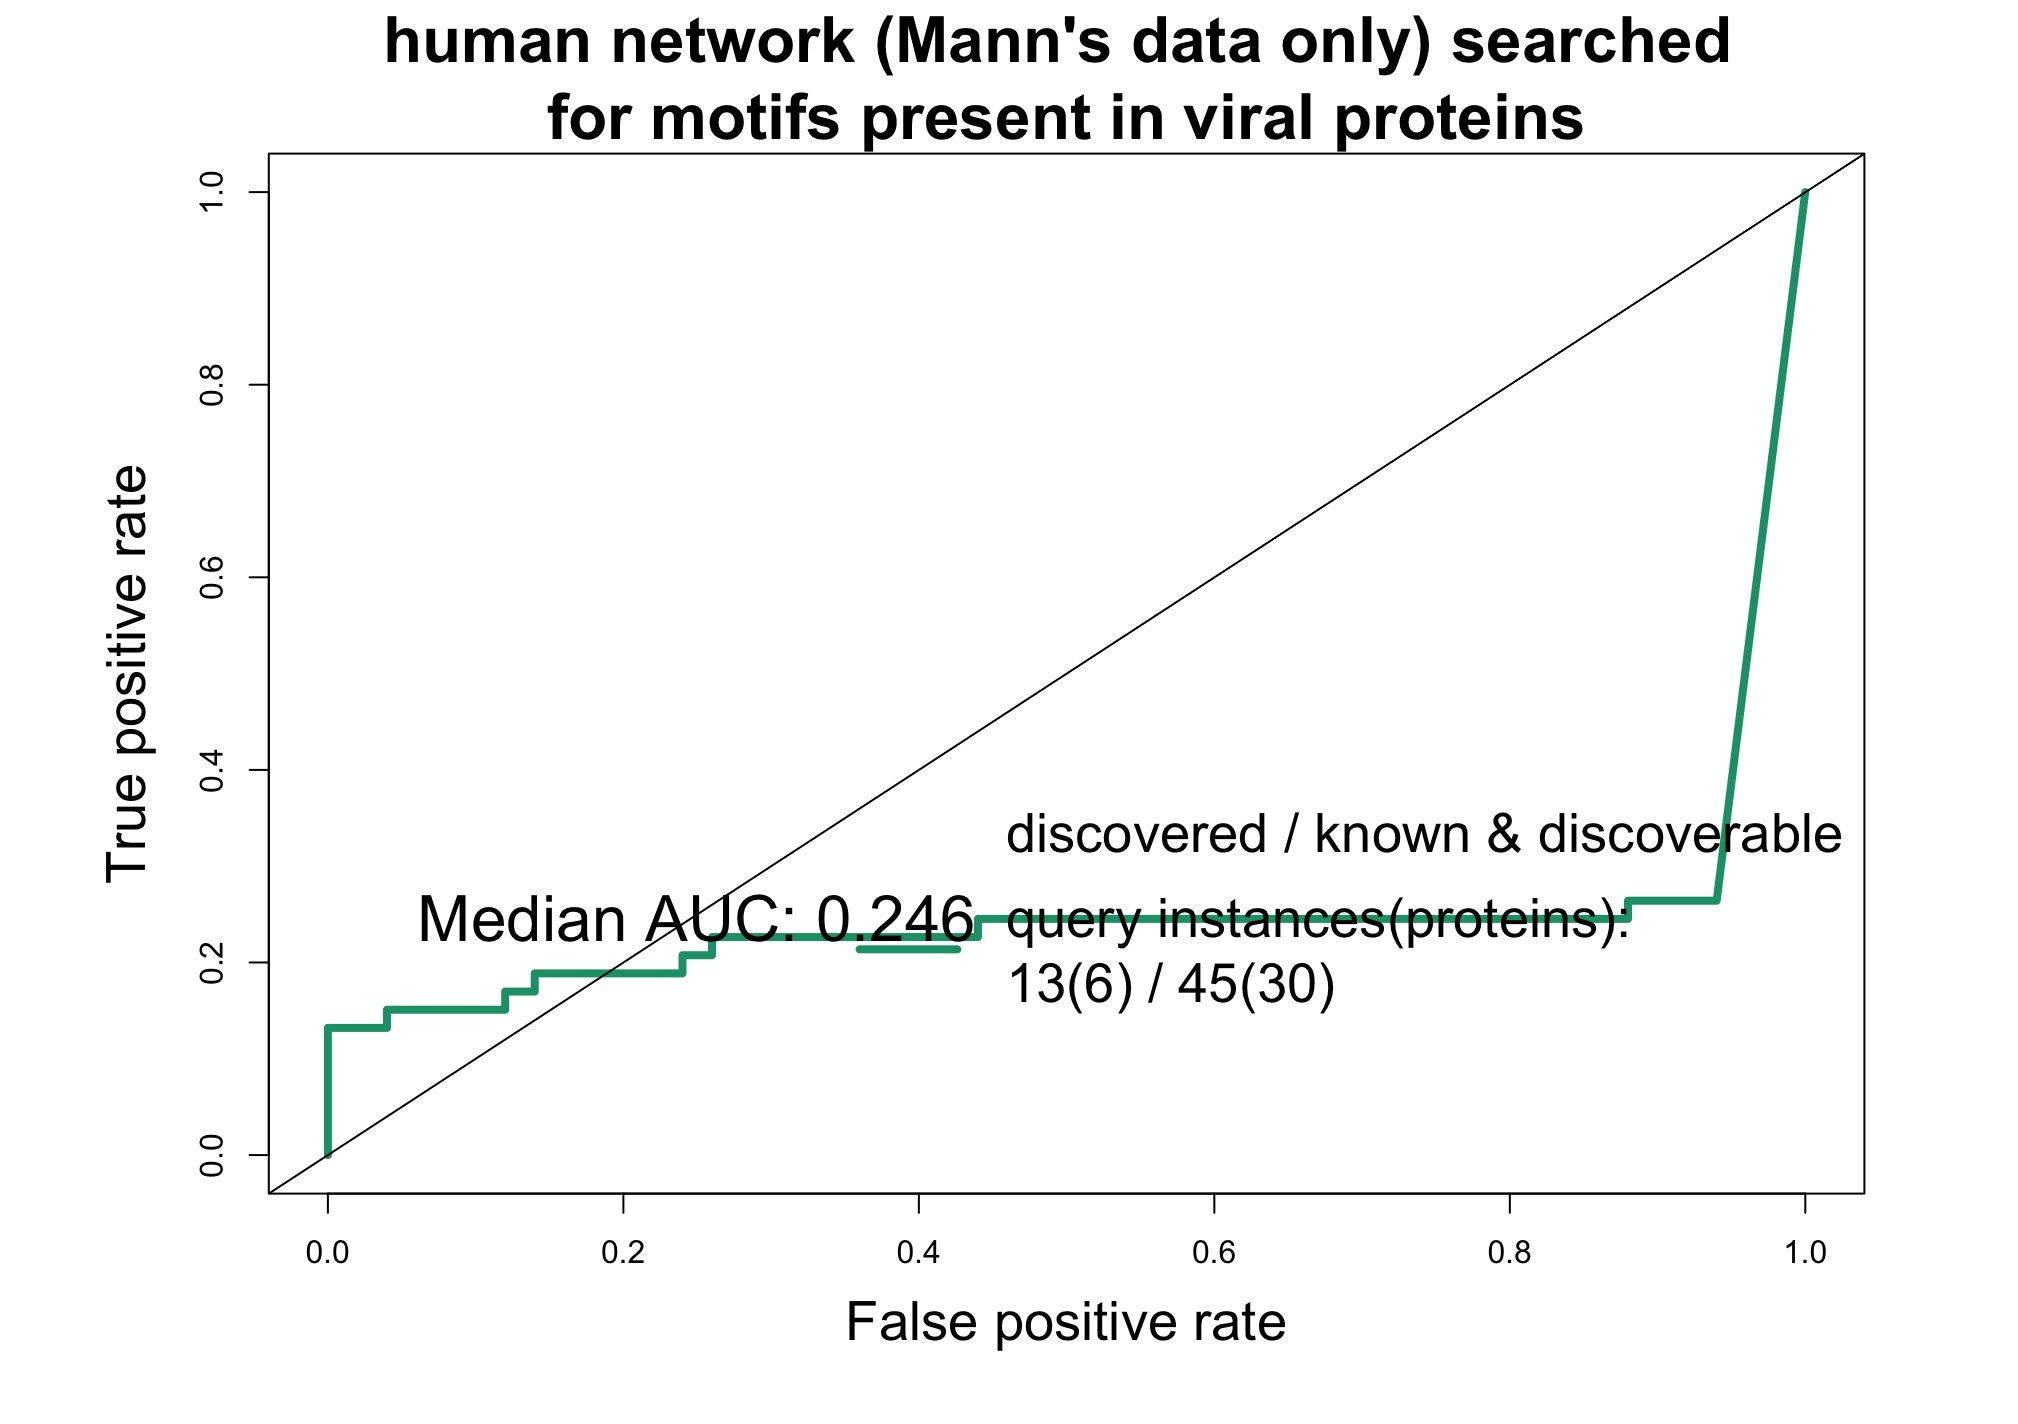 human network (Mann's data only) searched
for motifs present in viral proteins
True positive rate
1.0
0.8
0.6
0.4
0.2
0.0
discovered / known & discoverable
Median AUC: 0.246
query instances(proteins):
13(6) / 45(30)
0.0
0.2
0.4
0.6
0.8
1.0
False positive rate